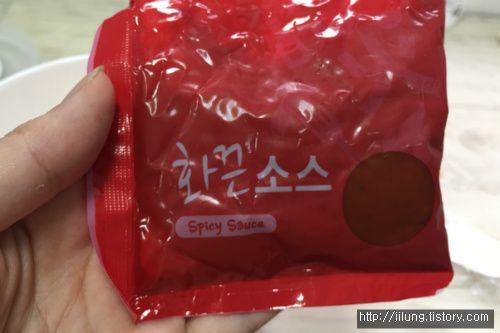 화끈소스
Spicy Sauce
http://jilung.tistory.com